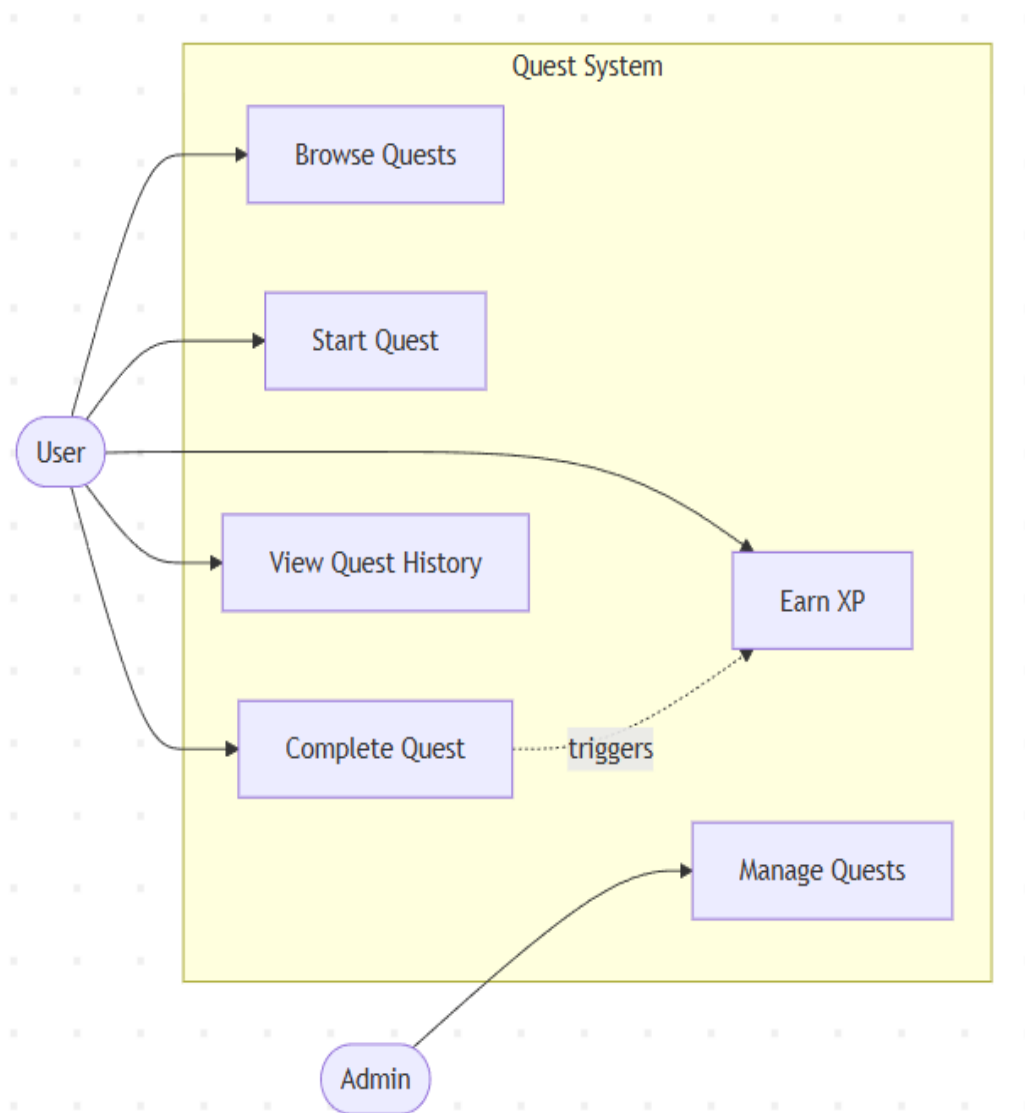 Quest System
Browse Quests
Start Quest
User
View Quest History
Earn XP
Complete Quest
triggers
Manage Quests
Admin